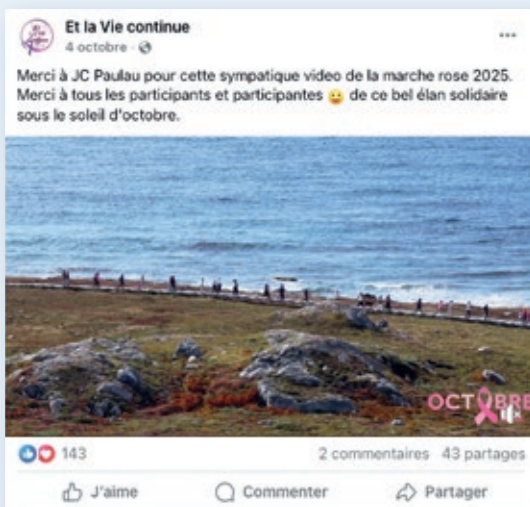 Et la Vie continue
4 octobre
Merci à JC Paulau pour cette sympatique video de la marche rose 2025.
Merci à tous les participants et participantes 😀 de ce bel élan solidaire
sous le soleil d'octobre.
OCTOBRE
143
2 commentaires 43 partages
J'aime
Commenter
Partager